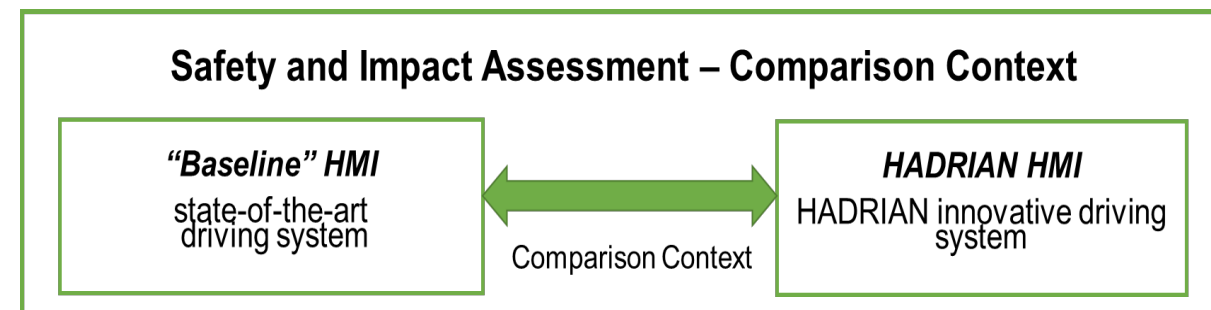 Safety and Impact Assessment – Comparison Context
“Baseline” HMI
state-of-the-art
driving system
Comparison Context
HADRIAN HMI
HADRIAN innovative driving
system